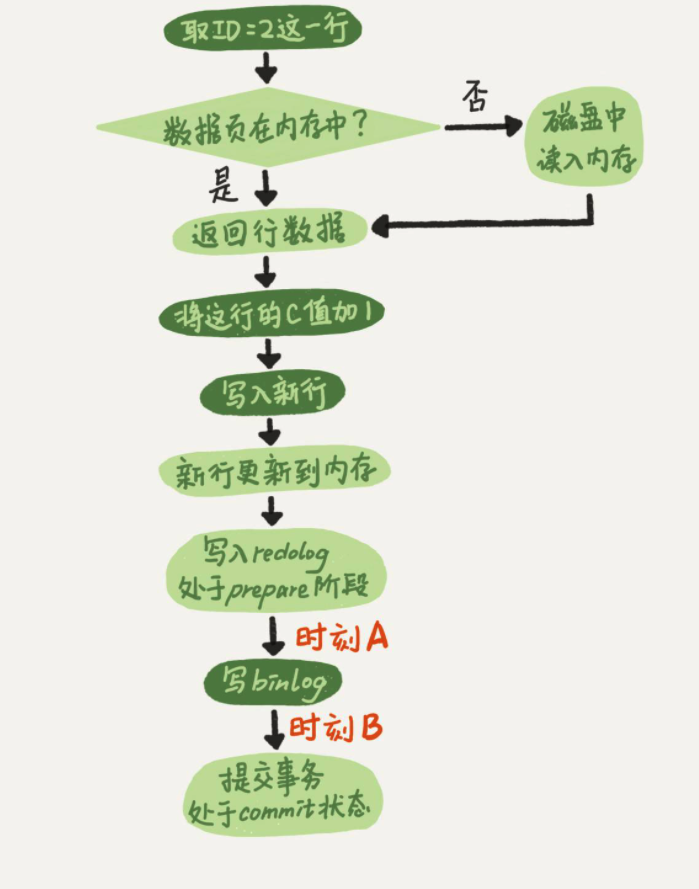 取ID=2这一行
数据页在内存中？
否
磁盘中
读入内存
是
返回行数据
将这行的C值加1
写入新行
新行更新到内存
写入redolog
处于prepare阶段
时刻A
写binlog
时刻B
提交事务
处于commit状态